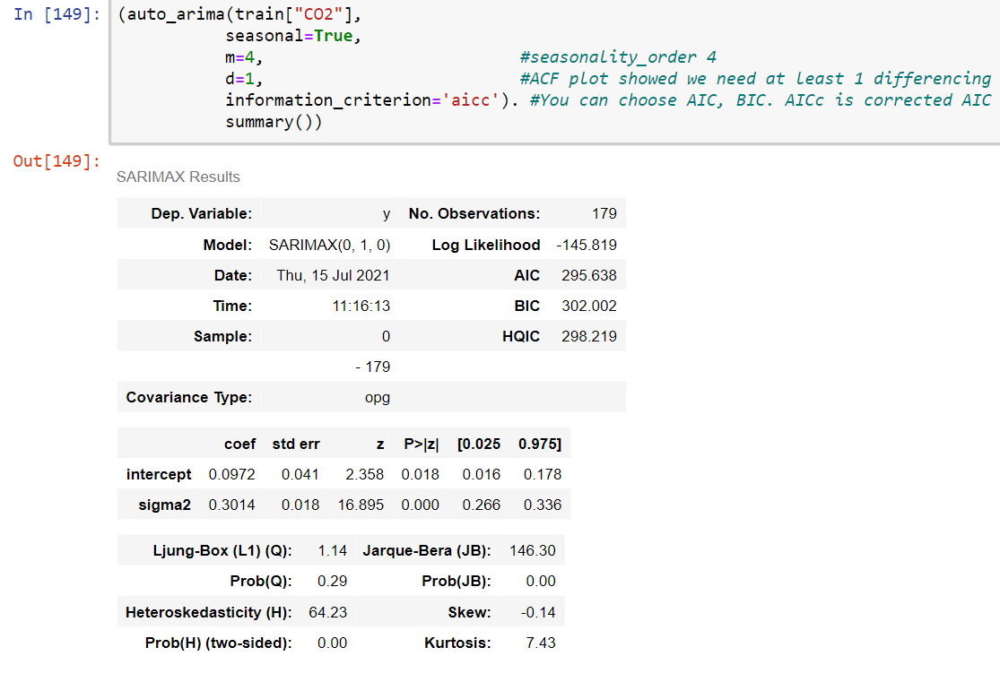 In [149]: (auto_arima(train["CO2"],
seasonal=True,
m=4, #seasonality_order 4
d=1, #ACF plot showed we need at least 1 differencing
information_criterion='aicc'). #You can choose AIC, BIC. AICc is corrected AIC
summary())
Out[149]:
SARIMAX Results
Dep. Variable: y No. Observations: 179
Model: SARIMAX(0, 1, 0) Log Likelihood -145.819
Date: Thu, 15 Jul 2021 AIC 295.638
Time: 11:16:13 BIC 302.002
Sample: 0 HQIC 298.219
- 179
Covariance Type: opg
coef std err z P>|z| [0.025 0.975]
intercept 0.0972 0.041 2.358 0.018 0.016 0.178
sigma2 0.3014 0.018 16.895 0.000 0.266 0.336
Ljung-Box (L1) (Q): 1.14 Jarque-Bera (JB): 146.30
Prob(Q): 0.29 Prob(JB): 0.00
Heteroskedasticity (H): 64.23 Skew: -0.14
Prob(H) (two-sided): 0.00 Kurtosis: 7.43